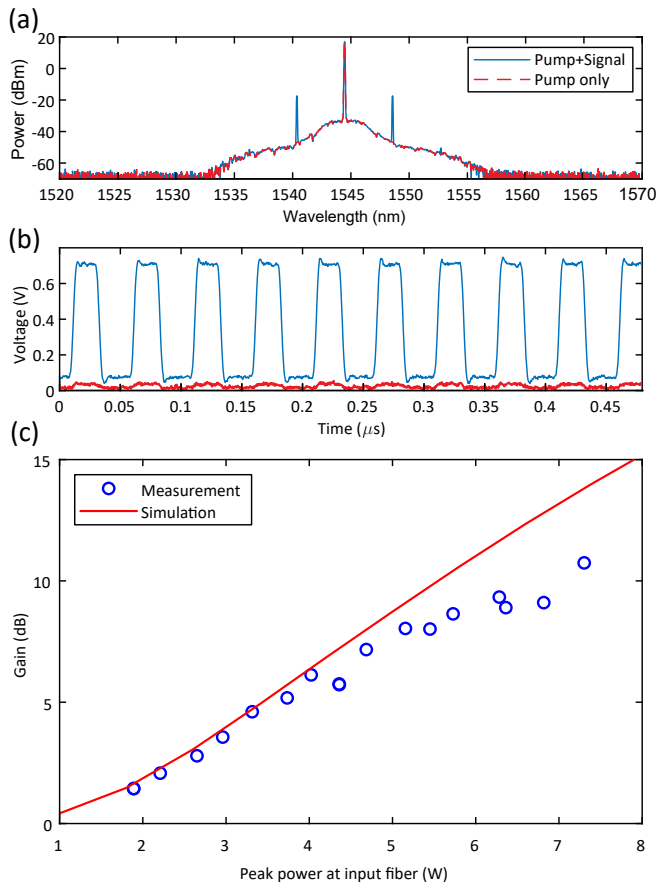 (a)
20
0
-20
-40
-60
Power (dBm)
Pump+Signal
Pump only
1520 1525 1530 1535 1540 1545 1550 1555 1560 1565 1570
Wavelength (nm)
(b)
0.6
0.4
0.2
0
Voltage (V)
0 0.05 0.1 0.15 0.2 0.25 0.3 0.35 0.4 0.45
Time (μs)
(c)
15
10
5
0
Gain (dB)
Measurement
Simulation
1 2 3 4 5 6 7 8
Peak power at input fiber (W)